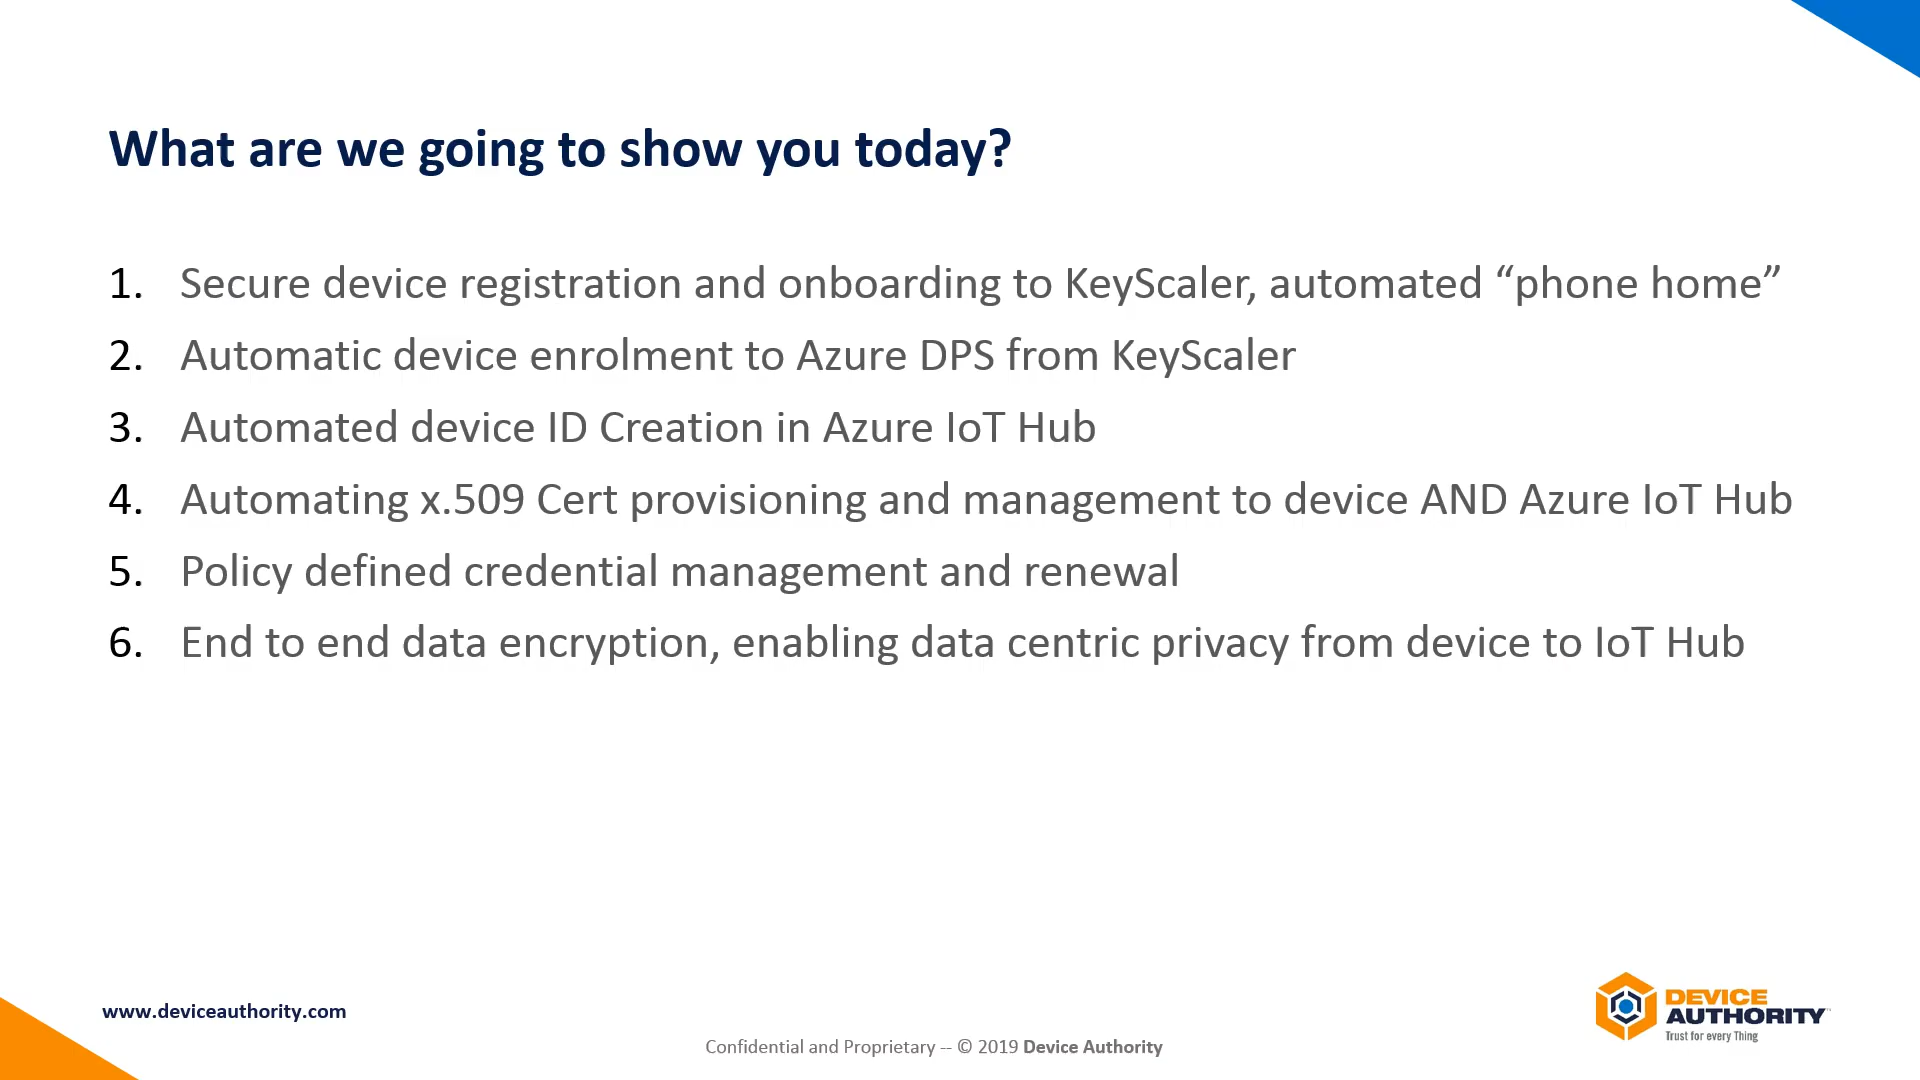 What are we going to show you today?
1. Secure device registration and onboarding to KeyScaler, automated “phone home”
2. Automatic device enrolment to Azure DPS from KeyScaler
3. Automated device ID Creation in Azure IoT Hub
4. Automating x.509 Cert provisioning and management to device AND Azure IoT Hub
5. Policy defined credential management and renewal
6. End to end data encryption, enabling data centric privacy from device to IoT Hub
www.deviceauthority.com
Confidential and Proprietary -- © 2019 Device Authority
DEVICE
AUTHORITY™
Trust for every Thing